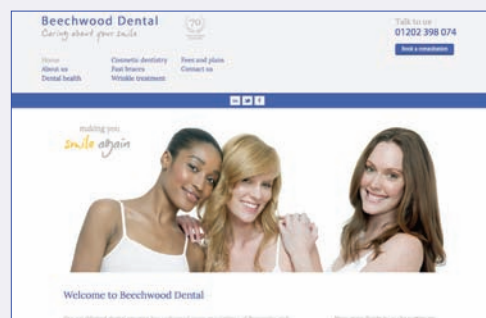 Beechwood Dental
Caring about your smile
70
Talk to us
01202 398 074
Book a consultation
Home
About us
Dental health
Cosmetic dentistry
Fast braces
Wrinkle treatment
Fees and plans
Contact us
in
f
making you
smile again
Welcome to Beechwood Dental